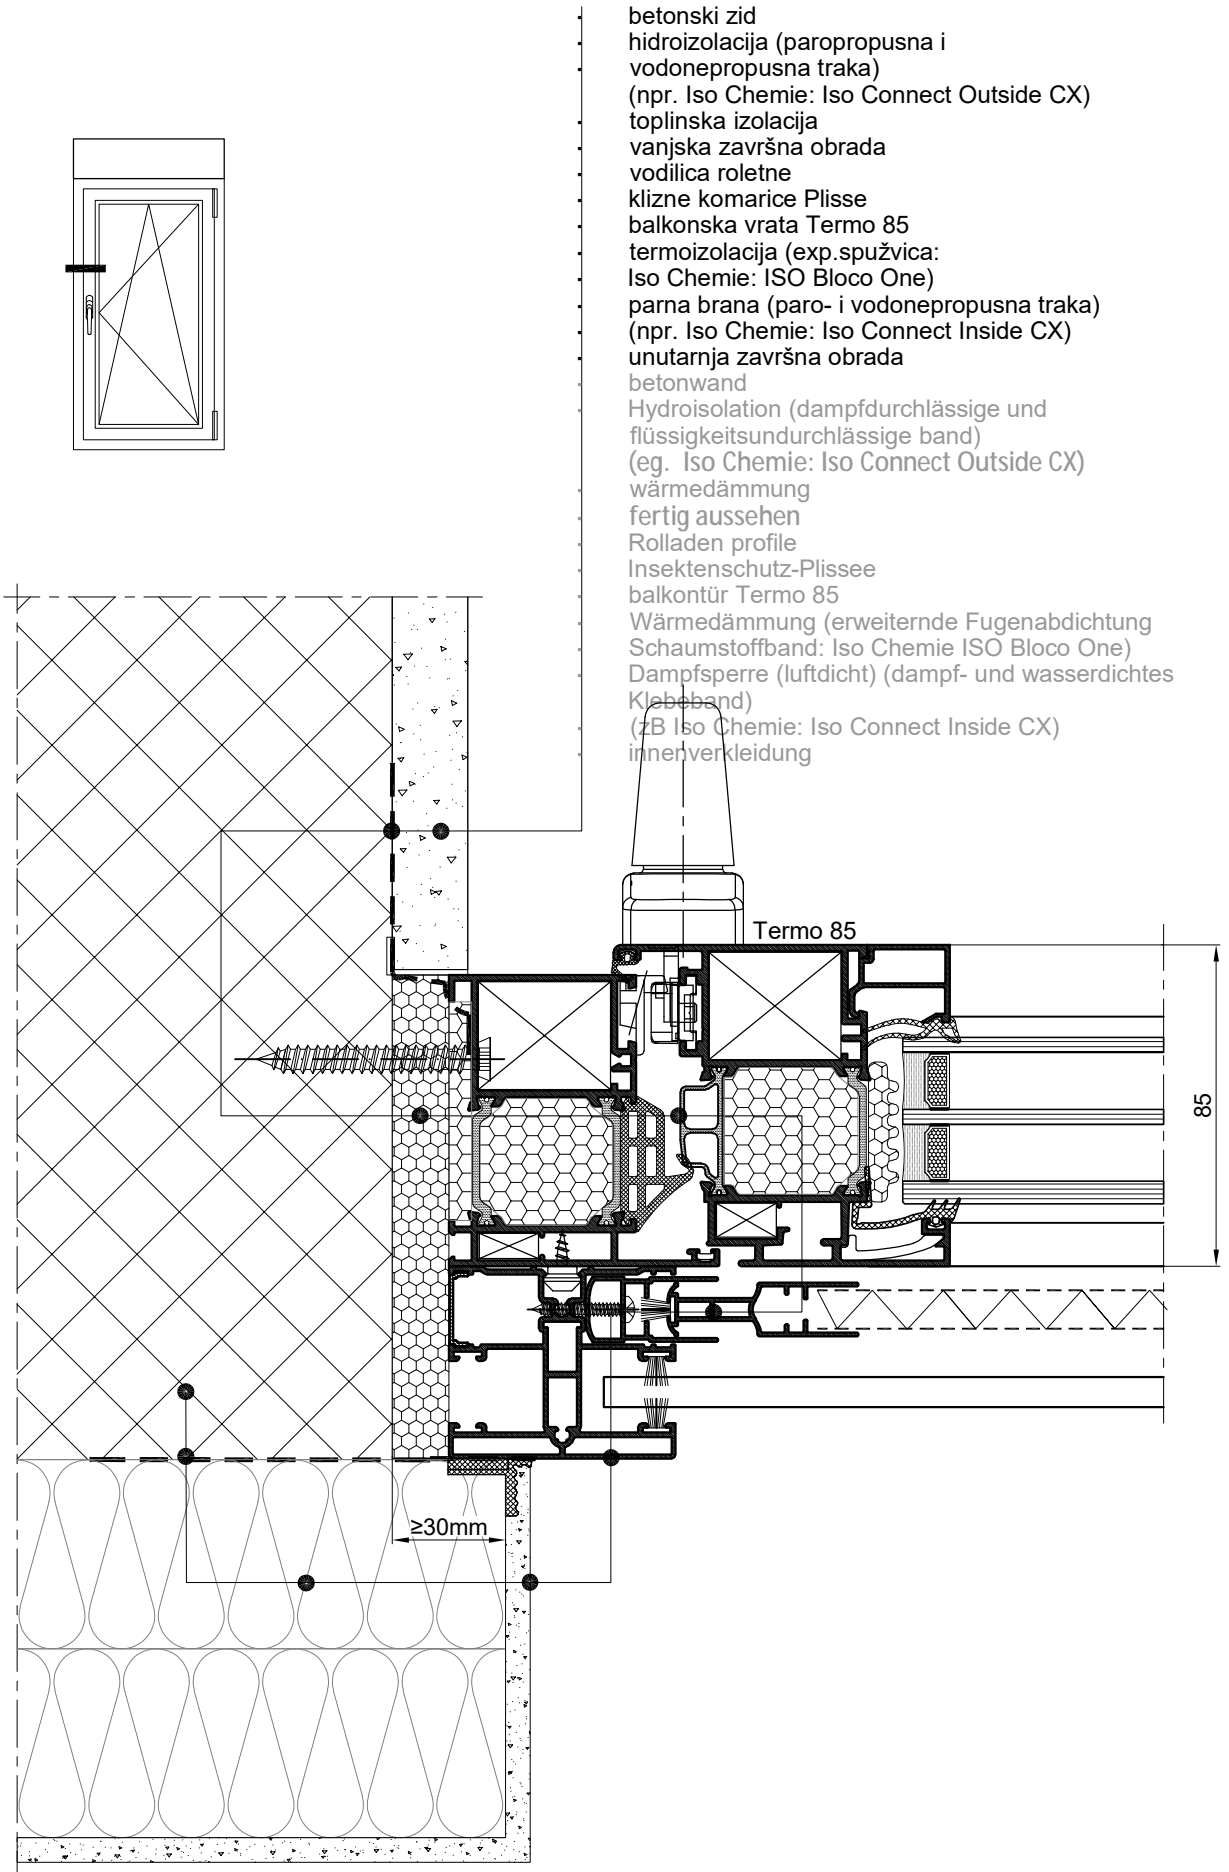 betonski zid
hidroizolacija (paropropusna i
vodonepropusna traka)
(npr. Iso Chemie: Iso Connect Outside CX)
toplinska izolacija
vanjska završna obrada
vodilica roletne
klizne komarice Plisse
balkonska vrata Termo 85
termoizolacija (exp.spužvica:
Iso Chemie: ISO Bloco One)
parna brana (paro- i vodonepropusna traka)
(npr. Iso Chemie: Iso Connect Inside CX)
unutarnja završna obrada
betonwand
Hydroisolation (dampfdurchlässige und
flüssigkeitsundurchlässige band)
(eg. Iso Chemie: Iso Connect Outside CX)
wärmedämmung
fertig aussehen
Rolladen profile
Insektenschutz-Plissee
balkontür Termo 85
Wärmedämmung (erweiternde Fugenabdichtung
Schaumstoffband: Iso Chemie ISO Bloco One)
Dampfsperre (luftdicht) (dampf- und wasserdichtes
Klebeband)
(zB Iso Chemie: Iso Connect Inside CX)
innenverkleidung
Termo 85
85
≥30mm